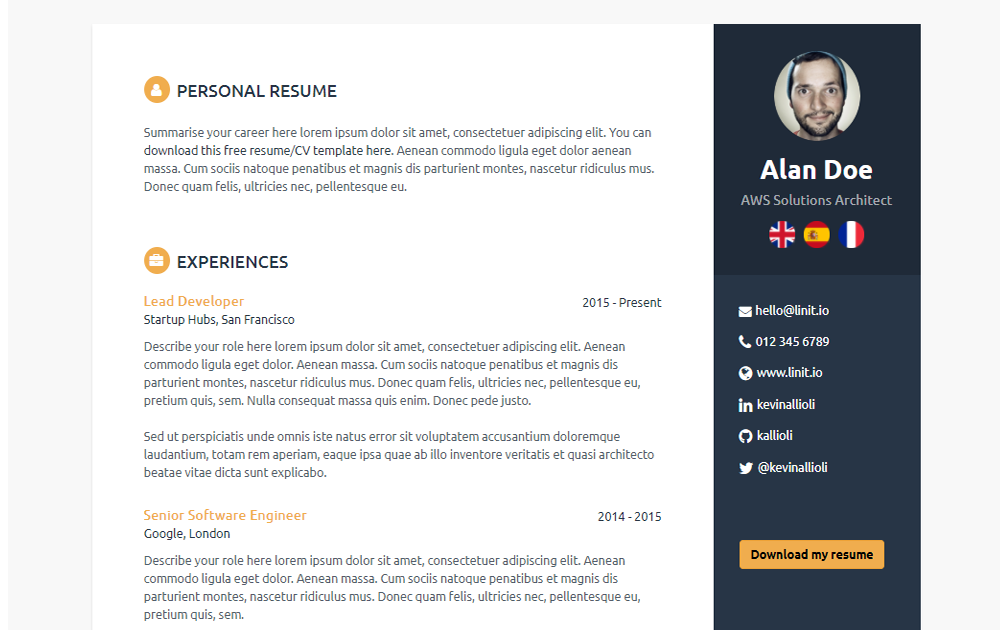 PERSONAL RESUME
Summarise your career here lorem ipsum dolor sit amet, consectetuer adipiscing elit. You can
download this free resume/CV template here. Aenean commodo ligula eget dolor aenean
massa. Cum sociis natoque penatibus et magnis dis parturient montes, nascetur ridiculus mus.
Donec quam felis, ultricies nec, pellentesque eu.
EXPERIENCES
Lead Developer
2015 - Present
Startup Hubs, San Francisco
Describe your role here lorem ipsum dolor sit amet, consectetuer adipiscing elit. Aenean
commodo ligula eget dolor. Aenean massa. Cum sociis natoque penatibus et magnis dis
parturient montes, nascetur ridiculus mus. Donec quam felis, ultricies nec, pellentesque eu,
pretium quis, sem. Nulla consequat massa quis enim. Donec pede justo.
Sed ut perspiciatis unde omnis iste natus error sit voluptatem accusantium doloremque
laudantium, totam rem aperiam, eaque ipsa quae ab illo inventore veritatis et quasi architecto
beatae vitae dicta sunt explicabo.
Senior Software Engineer
2014 - 2015
Google, London
Describe your role here lorem ipsum dolor sit amet, consectetuer adipiscing elit. Aenean
commodo ligula eget dolor. Aenean massa. Cum sociis natoque penatibus et magnis dis
parturient montes, nascetur ridiculus mus. Donec quam felis, ultricies nec, pellentesque eu,
pretium quis, sem.
Alan Doe
AWS Solutions Architect
hello@linit.io
012 345 6789
www.linit.io
in kevinallioli
kallioli
@kevinallioli
Download my resume